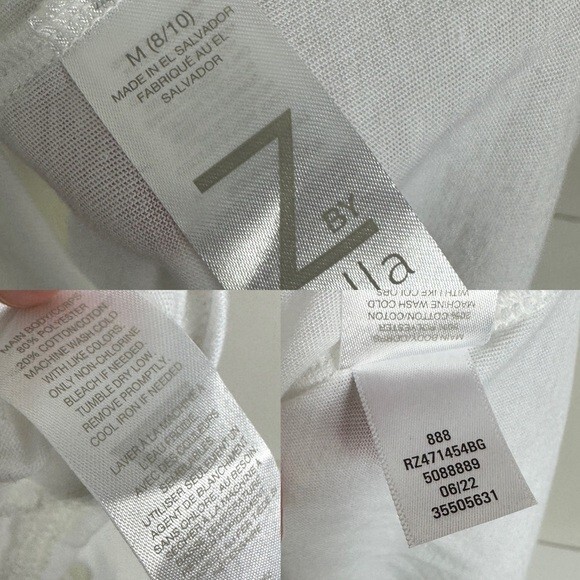 M (8/10)
MADE IN EL SALVADOR
FABRIQUÉ AU EL
SALVADOR
Z
BY
lla
MAIN BODY/CORPS
80% POLYESTER
20% COTTON/COTON
MACHINE WASH COLD
WITH LIKE COLORS.
ONLY NON-CHLORINE
BLEACH IF NEEDED.
TUMBLE DRY LOW.
REMOVE PROMPTLY.
COOL IRON IF NEEDED
LAVER À LA MACHINE À
L'EAU FROIDE
AVEC DES COULEURS
UTILISER SEULEMENT UN
AGENT DE BLANCHIMENT
SANS CHLORE, AU BESOIN
SÉCHER À LA MACHINE À
MAIN BODY/CORPS
80% POLYESTER
20% COTTON/COTON
MACHINE WASH COLD
WITH LIKE COLORS
888
RZ471454BG
5088889
06/22
35505631